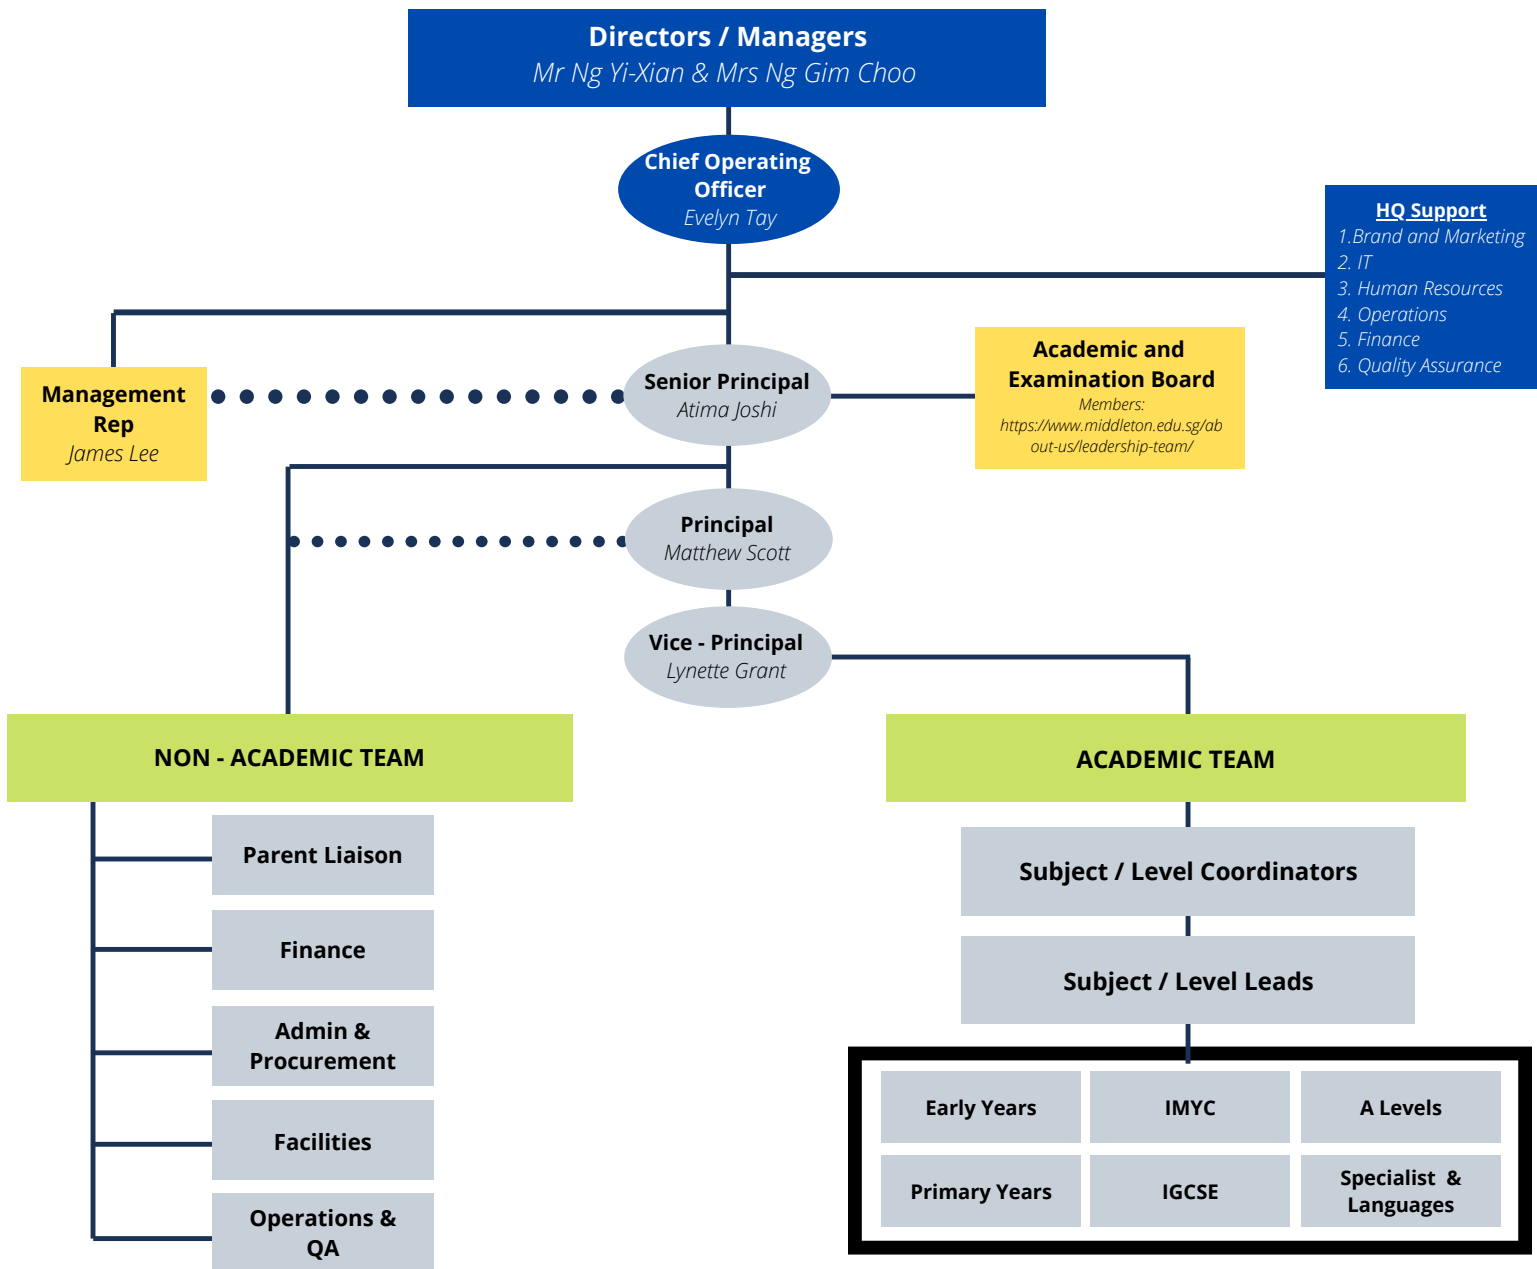 Directors / Managers
Mr Ng Yi-Xian & Mrs Ng Gim Choo
Chief Operating
Officer
Evelyn Tay
HQ Support
1.Brand and Marketing
2. IT
3. Human Resources
4. Operations
5. Finance
6. Quality Assurance
Management
Rep
James Lee
Senior Principal
Atima Joshi
Academic and
Examination Board
Members:
https://www.middleton.edu.sg/ab
out-us/leadership-team/
Principal
Matthew Scott
Vice - Principal
Lynette Grant
NON - ACADEMIC TEAM
Parent Liaison
Finance
Admin &
Procurement
Facilities
Operations &
QA
ACADEMIC TEAM
Subject / Level Coordinators
Subject / Level Leads
Early Years
IMYC
A Levels
Primary Years
IGCSE
Specialist &
Languages